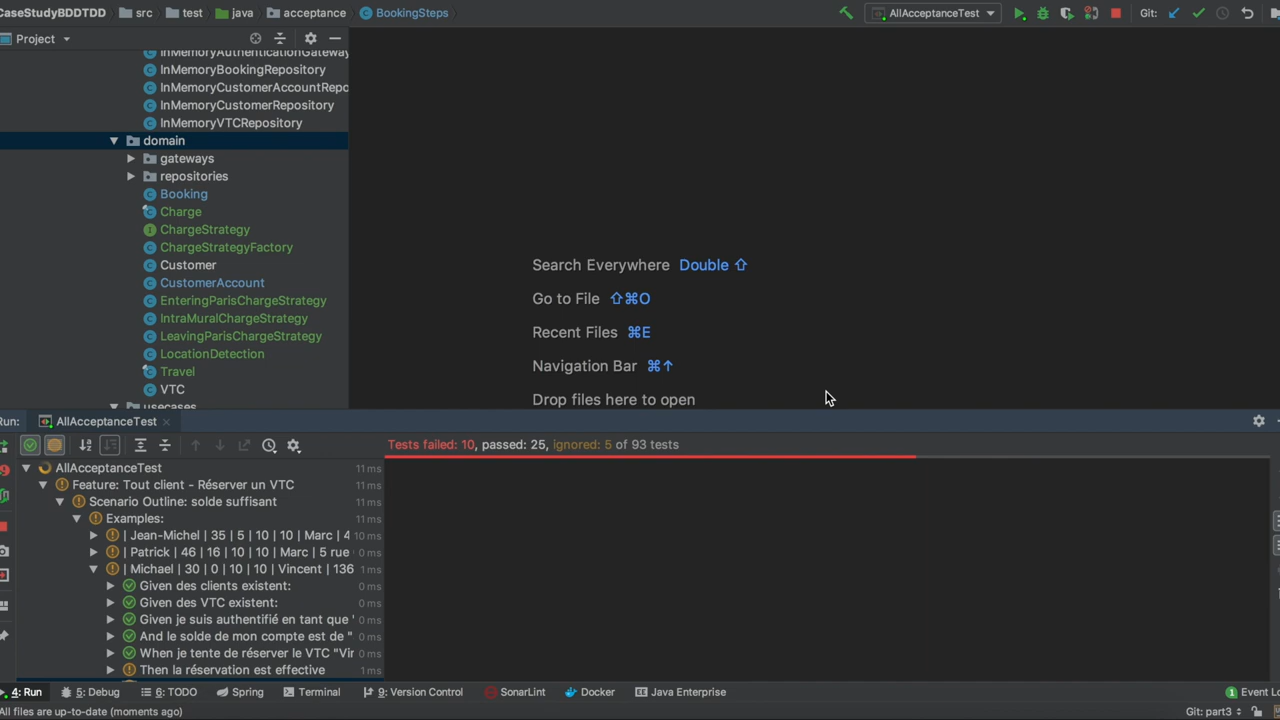 CaseStudyBDDTDD src test java acceptance BookingSteps AllAcceptanceTest Git:
Project
InMemoryAuthenticationGateway
InMemoryBookingRepository
InMemoryCustomerAccountRepo
InMemoryCustomerRepository
InMemoryVTCRepository
domain
gateways
repositories
Booking
Charge
ChargeStrategy
ChargeStrategyFactory
Customer
CustomerAccount
EnteringParisChargeStrategy
IntraMuralChargeStrategy
LeavingParisChargeStrategy
LocationDetection
Travel
VTC
usecases
Search Everywhere Double ⇧
Go to File ⇧⌘O
Recent Files ⌘E
Navigation Bar ⌘↑
Drop files here to open
Run: AllAcceptanceTest
Tests failed: 10, passed: 25, ignored: 5 of 93 tests
AllAcceptanceTest 11 ms
Feature: Tout client - Réserver un VTC 11 ms
Scenario Outline: solde suffisant 11 ms
Examples: 11 ms
| Jean-Michel | 35 | 5 | 10 | 10 | Marc | 4 10 ms
| Patrick | 46 | 16 | 10 | 10 | Marc | 5 rue 0 ms
| Michael | 30 | 0 | 10 | 10 | Vincent | 136 1 ms
Given des clients existent: 0 ms
Given des VTC existent: 0 ms
Given je suis authentifié en tant que " 0 ms
And le solde de mon compte est de " 0 ms
When je tente de réserver le VTC "Vir 0 ms
Then la réservation est effective 1 ms
4: Run 5: Debug 6: TODO Spring Terminal 9: Version Control SonarLint Docker Java Enterprise 1 Event Lo
All files are up-to-date (moments ago) Git: part3